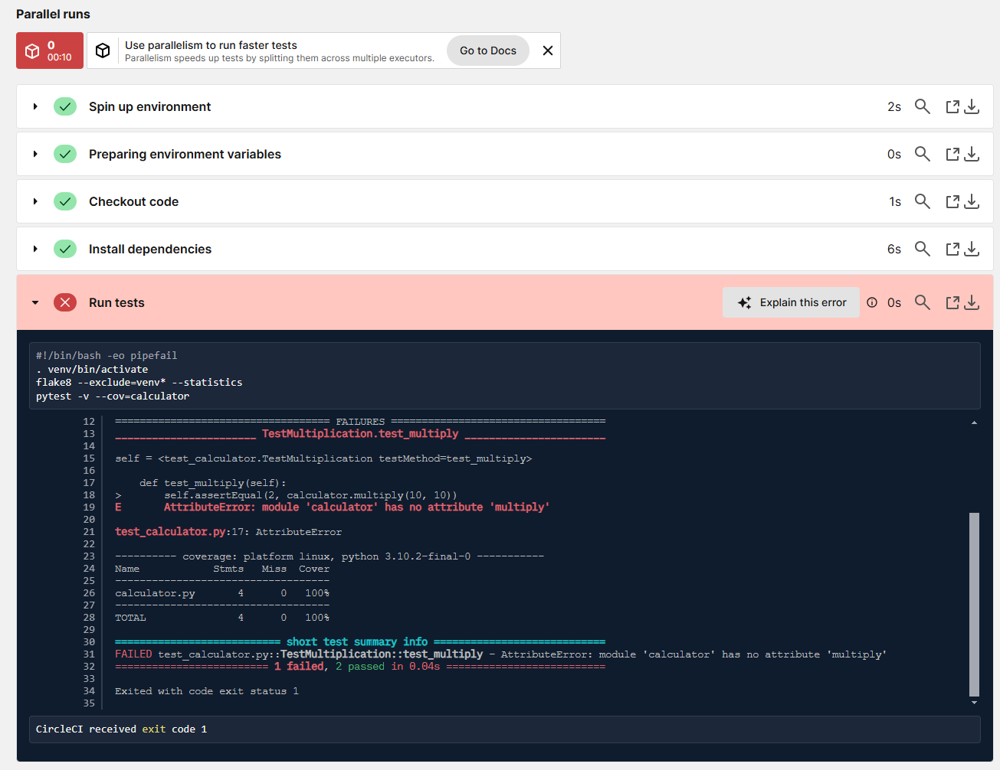 Parallel runs
0
00:10
Use parallelism to run faster tests
Parallelism speeds up tests by splitting them across multiple executors.
Go to Docs
Spin up environment 2s
Preparing environment variables 0s
Checkout code 1s
Install dependencies 6s
Run tests Explain this error 0s
#!/bin/bash -eo pipefail
. venv/bin/activate
flake8 --exclude=venv* --statistics
pytest -v --cov=calculator
12 =================================== FAILURES ===================================
13 _______________________ TestMultiplication.test_multiply _______________________
14
15 self = <test_calculator.TestMultiplication testMethod=test_multiply>
16
17     def test_multiply(self):
18 >       self.assertEqual(2, calculator.multiply(10, 10))
19 E       AttributeError: module 'calculator' has no attribute 'multiply'
20
21 test_calculator.py:17: AttributeError
22
23 ---------- coverage: platform linux, python 3.10.2-final-0 -----------
24 Name            Stmts   Miss  Cover
25 -----------------------------------
26 calculator.py       4      0   100%
27 -----------------------------------
28 TOTAL               4      0   100%
29
30 =========================== short test summary info ============================
31 FAILED test_calculator.py::TestMultiplication::test_multiply - AttributeError: module 'calculator' has no attribute 'multiply'
32 ========================= 1 failed, 2 passed in 0.04s ==========================
33
34 Exited with code exit status 1
35
CircleCI received exit code 1